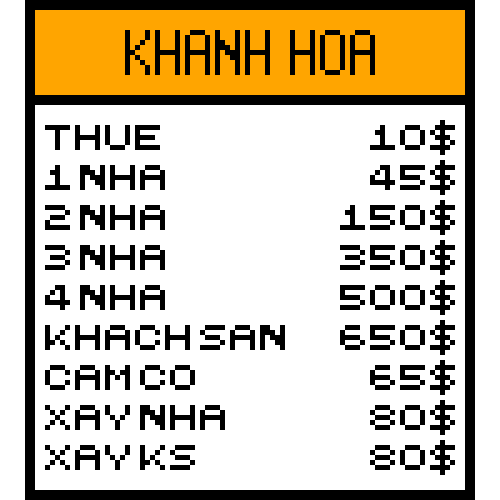 KHANH HOA
THUE 10$
1 NHA 45$
2 NHA 150$
3 NHA 350$
4 NHA 500$
KHACH SAN 650$
CAM CO 65$
XAY NHA 80$
XAY KS 80$